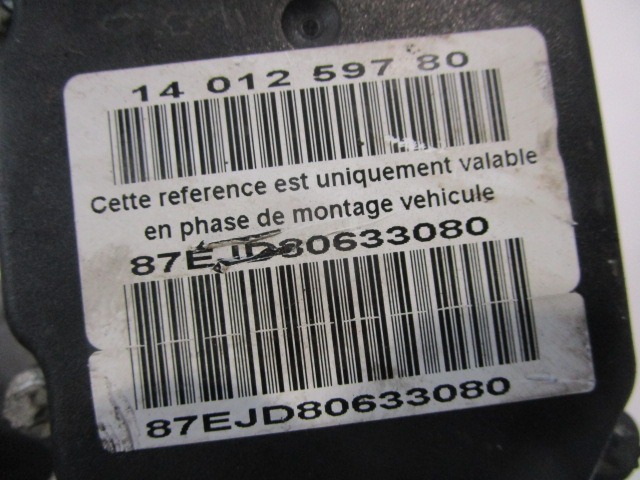 14 012 597 80
Cette reference est uniquement valable
en phase de montage vehicule
87EJD80633080
87EJD80633080